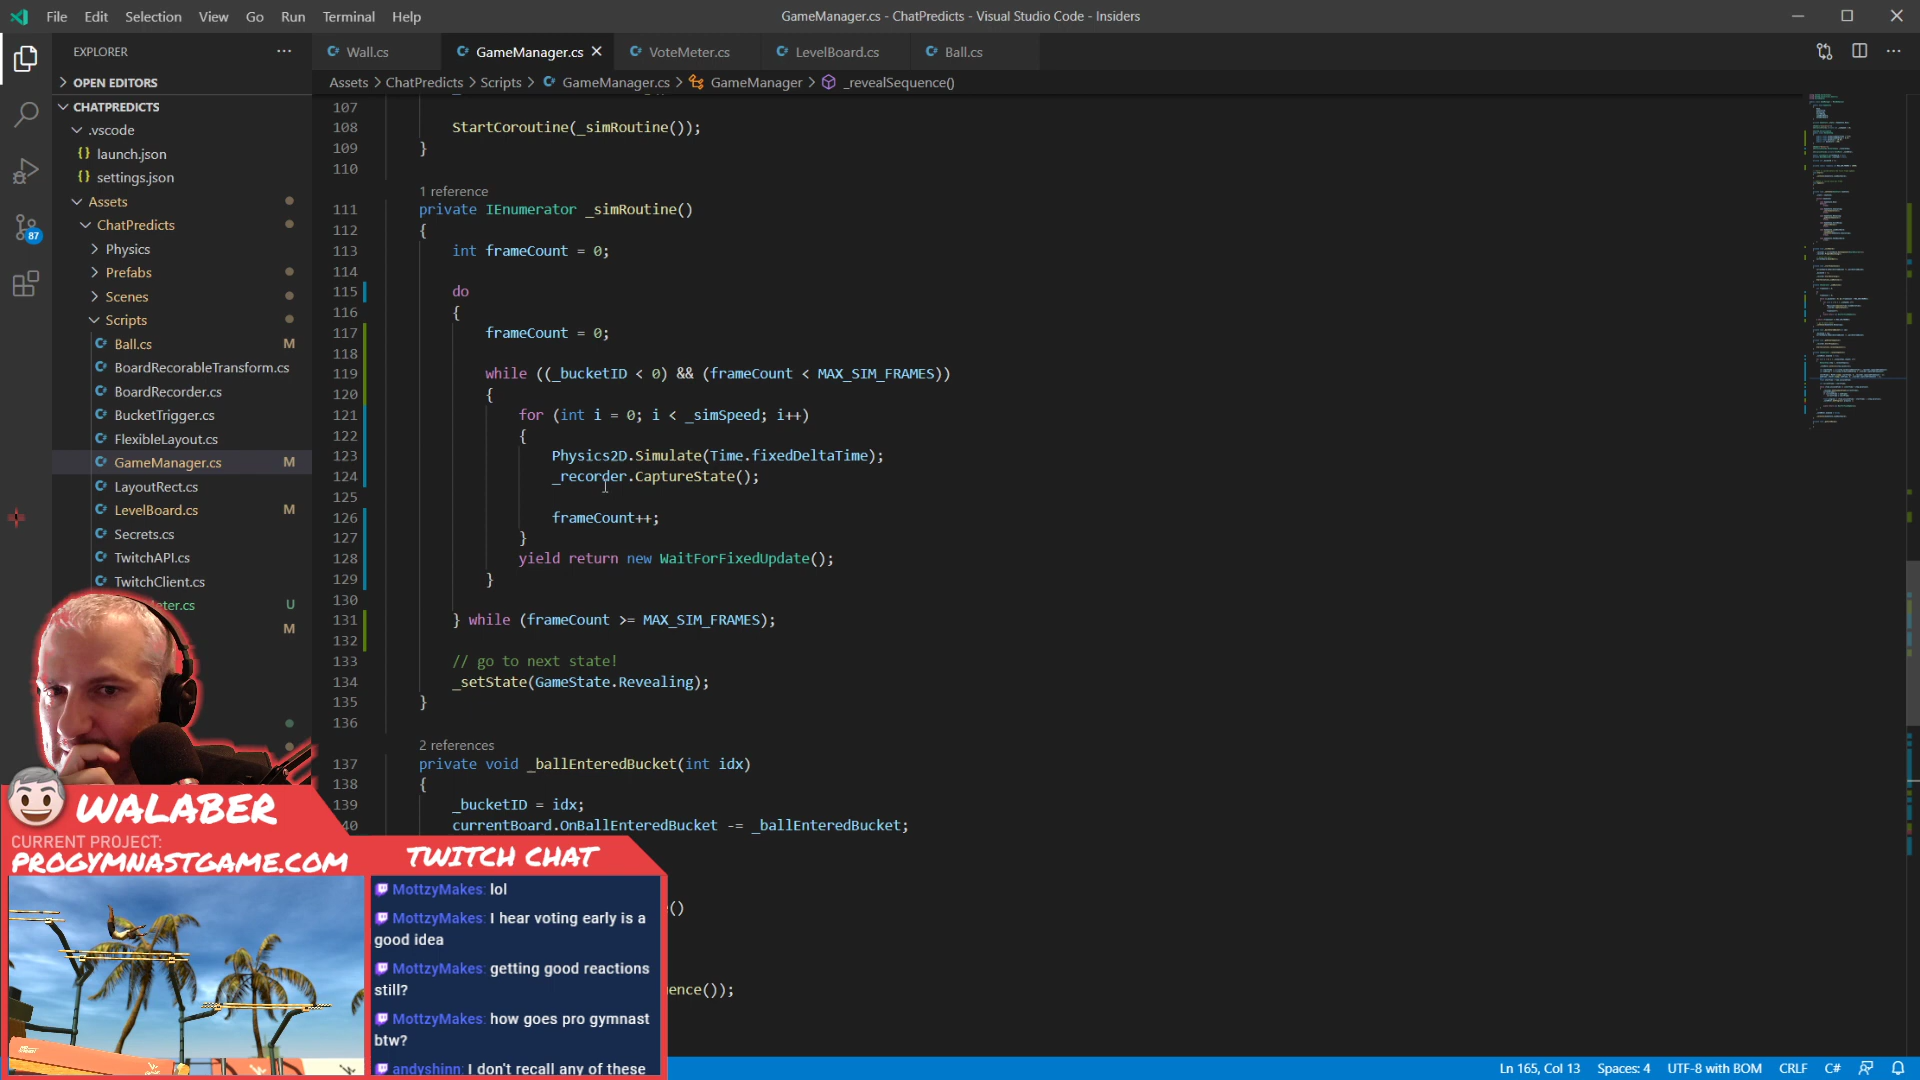 File Edit Selection View Go Run Terminal Help
GameManager.cs - ChatPredicts - Visual Studio Code - Insiders
EXPLORER
Wall.cs
GameManager.cs
VoteMeter.cs
LevelBoard.cs
Ball.cs
OPEN EDITORS
Assets > ChatPredicts > Scripts > GameManager.cs > GameManager > _revealSequence()
CHATPREDICTS
.vscode
launch.json
settings.json
Assets
ChatPredicts
Physics
Prefabs
Scenes
Scripts
Ball.cs M
BoardRecorableTransform.cs
BoardRecorder.cs
BucketTrigger.cs
FlexibleLayout.cs
GameManager.cs M
LayoutRect.cs
LevelBoard.cs M
Secrets.cs
TwitchAPI.cs
TwitchClient.cs
eter.cs U
M
87
107
108 StartCoroutine(_simRoutine());
109 }
110
1 reference
111 private IEnumerator _simRoutine()
112 {
113 int frameCount = 0;
114
115 do
116 {
117 frameCount = 0;
118
119 while ((_bucketID < 0) && (frameCount < MAX_SIM_FRAMES))
120 {
121 for (int i = 0; i < _simSpeed; i++)
122 {
123 Physics2D.Simulate(Time.fixedDeltaTime);
124 _recorder.CaptureState();
125
126 frameCount++;
127 }
128 yield return new WaitForFixedUpdate();
129 }
130
131 } while (frameCount >= MAX_SIM_FRAMES);
132
133 // go to next state!
134 _setState(GameState.Revealing);
135 }
136
2 references
137 private void _ballEnteredBucket(int idx)
138 {
139 _bucketID = idx;
40 currentBoard.OnBallEnteredBucket -= _ballEnteredBucket;
()
uence());
WALABER
CURRENT PROJECT:
PROGYMNASTGAME.COM
TWITCH CHAT
MottzyMakes: lol
MottzyMakes: I hear voting early is a
good idea
MottzyMakes: getting good reactions
still?
MottzyMakes: how goes pro gymnast
btw?
andyshinn: I don't recall any of these
Ln 165, Col 13 Spaces: 4 UTF-8 with BOM CRLF C#